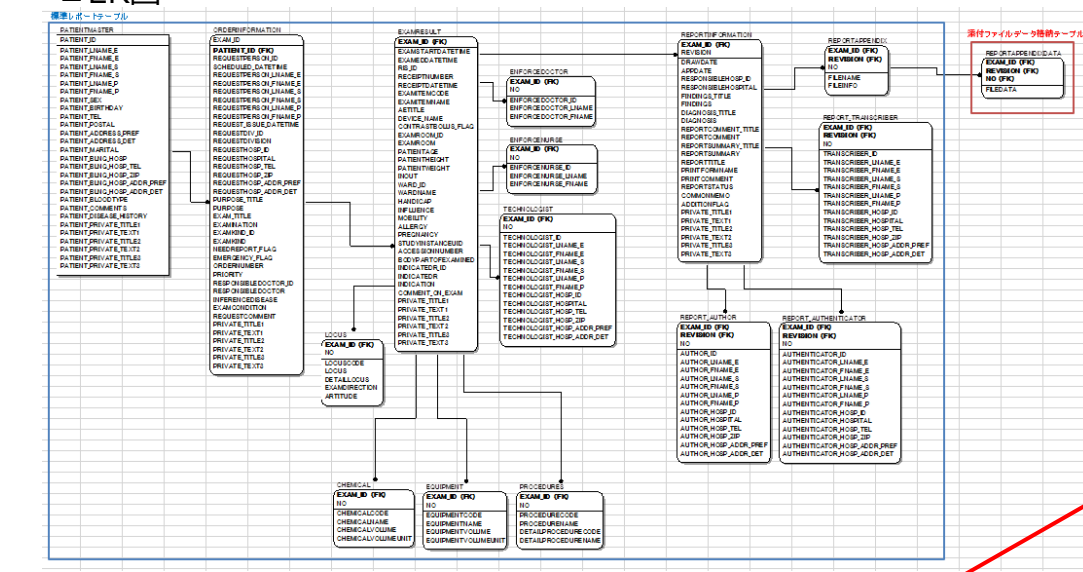 標準レポートテーブル
PATIENTMASTER
PATIENT_ID
PATIENT_LNAME_E
PATIENT_FNAME_E
PATIENT_LNAME_S
PATIENT_FNAME_S
PATIENT_LNAME_P
PATIENT_FNAME_P
PATIENT_SEX
PATIENT_BIRTHDAY
PATIENT_TEL
PATIENT_POSTAL
PATIENT_ADDRESS_PREF
PATIENT_ADDRESS_DET
PATIENT_MARITAL
PATIENT_BLNG_HOSP
PATIENT_BLNG_HOSP_TEL
PATIENT_BLNG_HOSP_ZIP
PATIENT_BLNG_HOSP_ADDR_PREF
PATIENT_BLNG_HOSP_ADDR_DET
PATIENT_BLOODTYPE
PATIENT_COMMENTS
PATIENT_DISEASE_HISTORY
PATIENT_PRIVATE_TITLE1
PATIENT_PRIVATE_TEXT1
PATIENT_PRIVATE_TITLE2
PATIENT_PRIVATE_TEXT2
PATIENT_PRIVATE_TITLE3
PATIENT_PRIVATE_TEXT3
ORDERINFORMATION
EXAM_ID
PATIENT_ID (FK)
REQUESTPERSON_ID
SCHEDULED_DATETIME
REQUESTPERSON_LNAME_E
REQUESTPERSON_FNAME_E
REQUESTPERSON_LNAME_S
REQUESTPERSON_FNAME_S
REQUESTPERSON_LNAME_P
REQUESTPERSON_FNAME_P
REQUEST_ISSUE_DATETIME
REQUESTDIV_ID
REQUESTDIVISION
REQUESTHOSP_ID
REQUESTHOSPITAL
REQUESTHOSP_TEL
REQUESTHOSP_ZIP
REQUESTHOSP_ADDR_PREF
REQUESTHOSP_ADDR_DET
PURPOSE_TITLE
PURPOSE
EXAM_TITLE
EXAMINATION
EXAMKIND_ID
EXAMKIND
NEEDREPORT_FLAG
EMERGENCY_FLAG
ORDERNUMBER
PRIORITY
RESPONSIBLEDOCTOR_ID
RESPONSIBLEDOCTOR
INFERENCEDISEASE
EXAMCONDITION
REQUESTCOMMENT
PRIVATE_TITLE1
PRIVATE_TEXT1
PRIVATE_TITLE2
PRIVATE_TEXT2
PRIVATE_TITLE3
PRIVATE_TEXT3
EXAMRESULT
EXAM_ID (FK)
EXAMSTARTDATETIME
EXAMEDDATETIME
RIS_ID
RECEIPTNUMBER
RECEIPTDATETIME
EXAMITEMCODE
EXAMITEMNAME
AETITLE
DEVICE_NAME
CONTRASTBOLUS_FLAG
EXAMROOM_ID
EXAMROOM
PATIENTAGE
PATIENTHEIGHT
PATIENTWEIGHT
INOUT
WARD_ID
WARDNAME
HANDICAP
INFLUENCE
MOBILITY
ALLERGY
PREGNANCY
STUDYINSTANCEUID
ACCESSIONNUMBER
BODYPARTOFEXAMINED
INDICATEDR_ID
INDICATEDR
INDICATION
COMMENT_ON_EXAM
PRIVATE_TITLE1
PRIVATE_TEXT1
PRIVATE_TITLE2
PRIVATE_TEXT2
PRIVATE_TITLE3
PRIVATE_TEXT3
ENFORCEDOCTOR
EXAM_ID (FK)
NO
ENFORCEDOCTOR_ID
ENFORCEDOCTOR_LNAME
ENFORCEDOCTOR_FNAME
ENFORCENURSE
EXAM_ID (FK)
NO
ENFORCENURSE_ID
ENFORCENURSE_LNAME
ENFORCENURSE_FNAME
TECHNOLOGIST
EXAM_ID (FK)
NO
TECHNOLOGIST_ID
TECHNOLOGIST_LNAME_E
TECHNOLOGIST_FNAME_E
TECHNOLOGIST_LNAME_S
TECHNOLOGIST_FNAME_S
TECHNOLOGIST_LNAME_P
TECHNOLOGIST_FNAME_P
TECHNOLOGIST_HOSP_ID
TECHNOLOGIST_HOSPITAL
TECHNOLOGIST_HOSP_TEL
TECHNOLOGIST_HOSP_ZIP
TECHNOLOGIST_HOSP_ADDR_PREF
TECHNOLOGIST_HOSP_ADDR_DET
LOCUS
EXAM_ID (FK)
NO
LOCUSCODE
LOCUS
DETAILLOCUS
EXAMDIRECTION
ARTITUDE
CHEMICAL
EXAM_ID (FK)
NO
CHEMICALCODE
CHEMICALNAME
CHEMICALVOLUME
CHEMICALVOLUMEUNIT
EQUIPMENT
EXAM_ID (FK)
NO
EQUIPMENTCODE
EQUIPMENTNAME
EQUIPMENTVOLUME
EQUIPMENTVOLUMEUNIT
PROCEDURES
EXAM_ID (FK)
NO
PROCEDURECODE
PROCEDURENAME
DETAILPROCEDURECODE
DETAILPROCEDURENAME
REPORTINFORMATION
EXAM_ID (FK)
REVISION
DRAWDATE
APPDATE
RESPONSIBLEHOSP_ID
RESPONSIBLEHOSPITAL
FINDINGS_TITLE
FINDINGS
DIAGNOSIS_TITLE
DIAGNOSIS
REPORTCOMMENT_TITLE
REPORTCOMMENT
REPORTSUMMARY_TITLE
REPORTSUMMARY
REPORTTITLE
PRINTFORMNAME
PRINTCOMMENT
REPORTSTATUS
COMMONMEMO
ADDITIONFLAG
PRIVATE_TITLE1
PRIVATE_TEXT1
PRIVATE_TITLE2
PRIVATE_TEXT2
PRIVATE_TITLE3
PRIVATE_TEXT3
REPORTAPPENDIX
EXAM_ID (FK)
REVISION (FK)
NO
FILENAME
FILEINFO
添付ファイルデータ格納テーブル
REPORTAPPENDIXDATA
EXAM_ID (FK)
REVISION (FK)
NO (FK)
FILEDATA
REPORT_TRANSCRIBER
EXAM_ID (FK)
REVISION (FK)
NO
TRANSCRIBER_ID
TRANSCRIBER_LNAME_E
TRANSCRIBER_FNAME_E
TRANSCRIBER_LNAME_S
TRANSCRIBER_FNAME_S
TRANSCRIBER_LNAME_P
TRANSCRIBER_FNAME_P
TRANSCRIBER_HOSP_ID
TRANSCRIBER_HOSPITAL
TRANSCRIBER_HOSP_TEL
TRANSCRIBER_HOSP_ZIP
TRANSCRIBER_HOSP_ADDR_PREF
TRANSCRIBER_HOSP_ADDR_DET
REPORT_AUTHOR
EXAM_ID (FK)
REVISION (FK)
NO
AUTHOR_ID
AUTHOR_LNAME_E
AUTHOR_FNAME_E
AUTHOR_LNAME_S
AUTHOR_FNAME_S
AUTHOR_LNAME_P
AUTHOR_FNAME_P
AUTHOR_HOSP_ID
AUTHOR_HOSPITAL
AUTHOR_HOSP_TEL
AUTHOR_HOSP_ZIP
AUTHOR_HOSP_ADDR_PREF
AUTHOR_HOSP_ADDR_DET
REPORT_AUTHENTICATOR
EXAM_ID (FK)
REVISION (FK)
NO
AUTHENTICATOR_ID
AUTHENTICATOR_LNAME_E
AUTHENTICATOR_FNAME_E
AUTHENTICATOR_LNAME_S
AUTHENTICATOR_FNAME_S
AUTHENTICATOR_LNAME_P
AUTHENTICATOR_FNAME_P
AUTHENTICATOR_HOSP_ID
AUTHENTICATOR_HOSPITAL
AUTHENTICATOR_HOSP_TEL
AUTHENTICATOR_HOSP_ZIP
AUTHENTICATOR_HOSP_ADDR_PREF
AUTHENTICATOR_HOSP_ADDR_DET